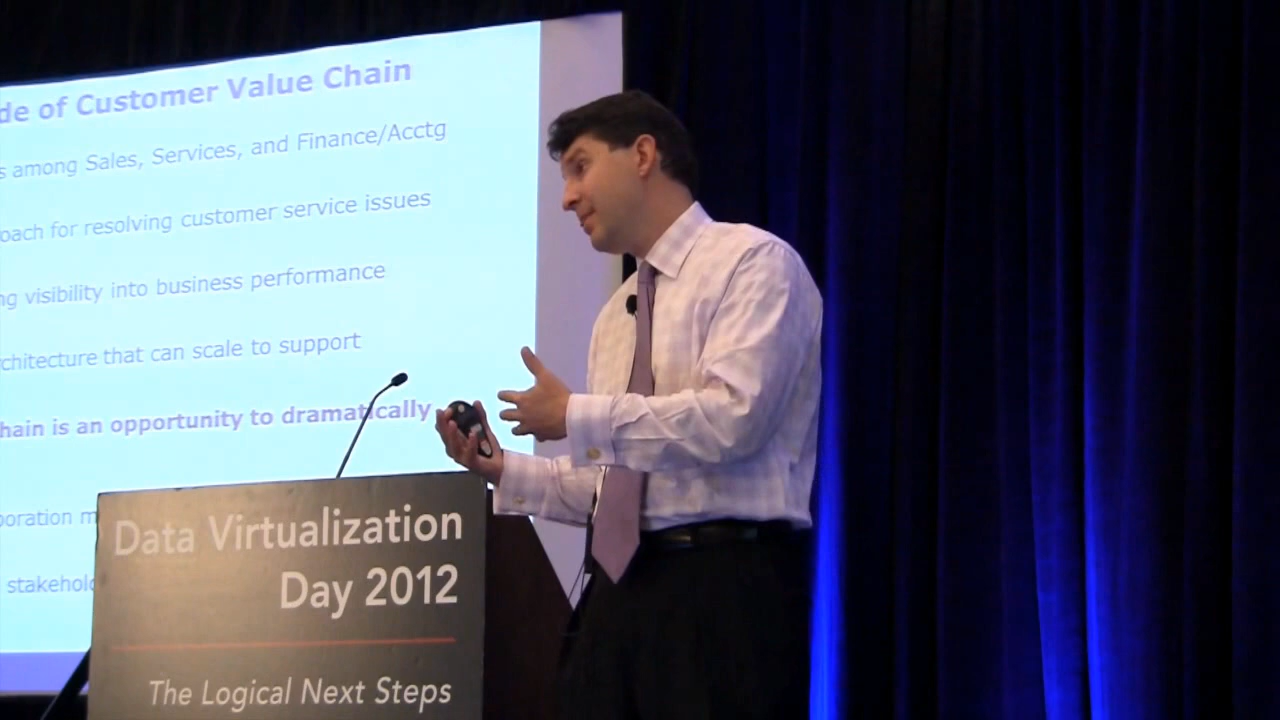 de of Customer Value Chain
s among Sales, Services, and Finance/Acctg
oach for resolving customer service issues
ng visibility into business performance
chitecture that can scale to support
hain is an opportunity to dramatically
oration m
stakehol
Data Virtualization
Day 2012
The Logical Next Steps